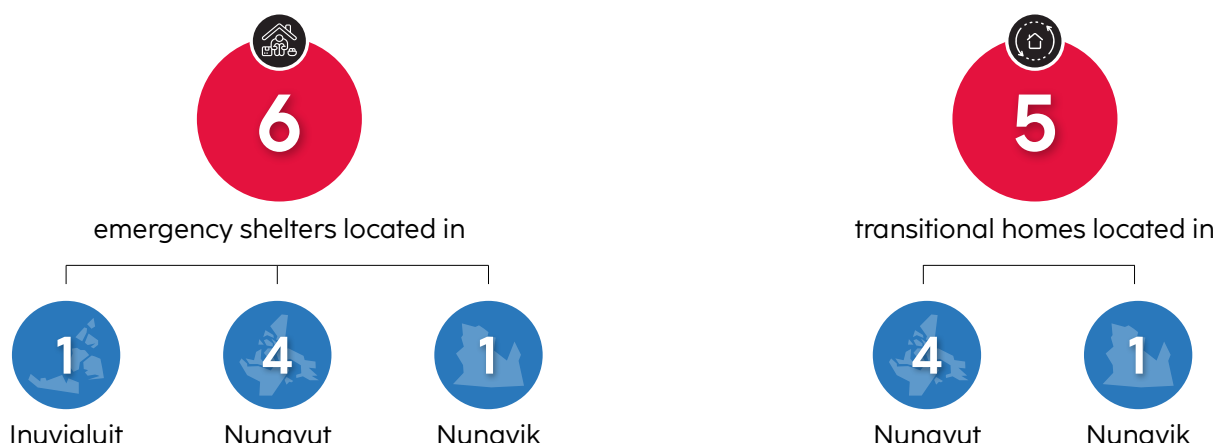 6
emergency shelters located in
1
4
1
Inuvialuit
Nunavut
Nunavik
5
transitional homes located in
4
1
Nunavut
Nunavik